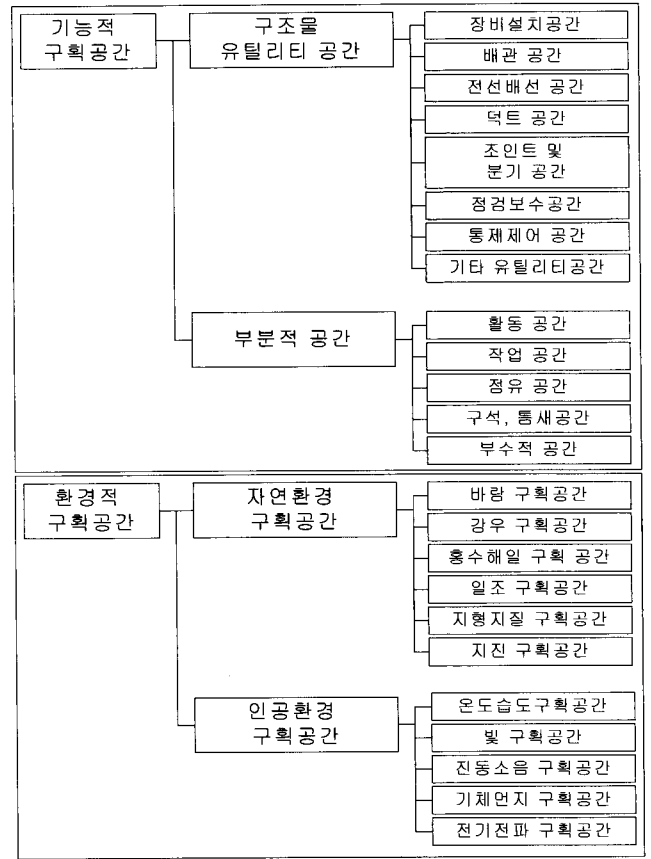 기능적
구획공간
구조물
유틸리티 공간
장비설치공간
배관 공간
전선배선 공간
덕트 공간
조인트 및
분기 공간
점검보수공간
통제제어 공간
기타 유틸리티공간
부분적 공간
활동 공간
작업 공간
점유 공간
구석, 틈새공간
부수적 공간
환경적
구획공간
자연환경
구획공간
바람 구획공간
강우 구획공간
홍수해일 구획 공간
일조 구획공간
지형지질 구획공간
지진 구획공간
인공환경
구획공간
온도습도구획공간
빛 구획공간
진동소음 구획공간
기체먼지 구획공간
전기전파 구획공간